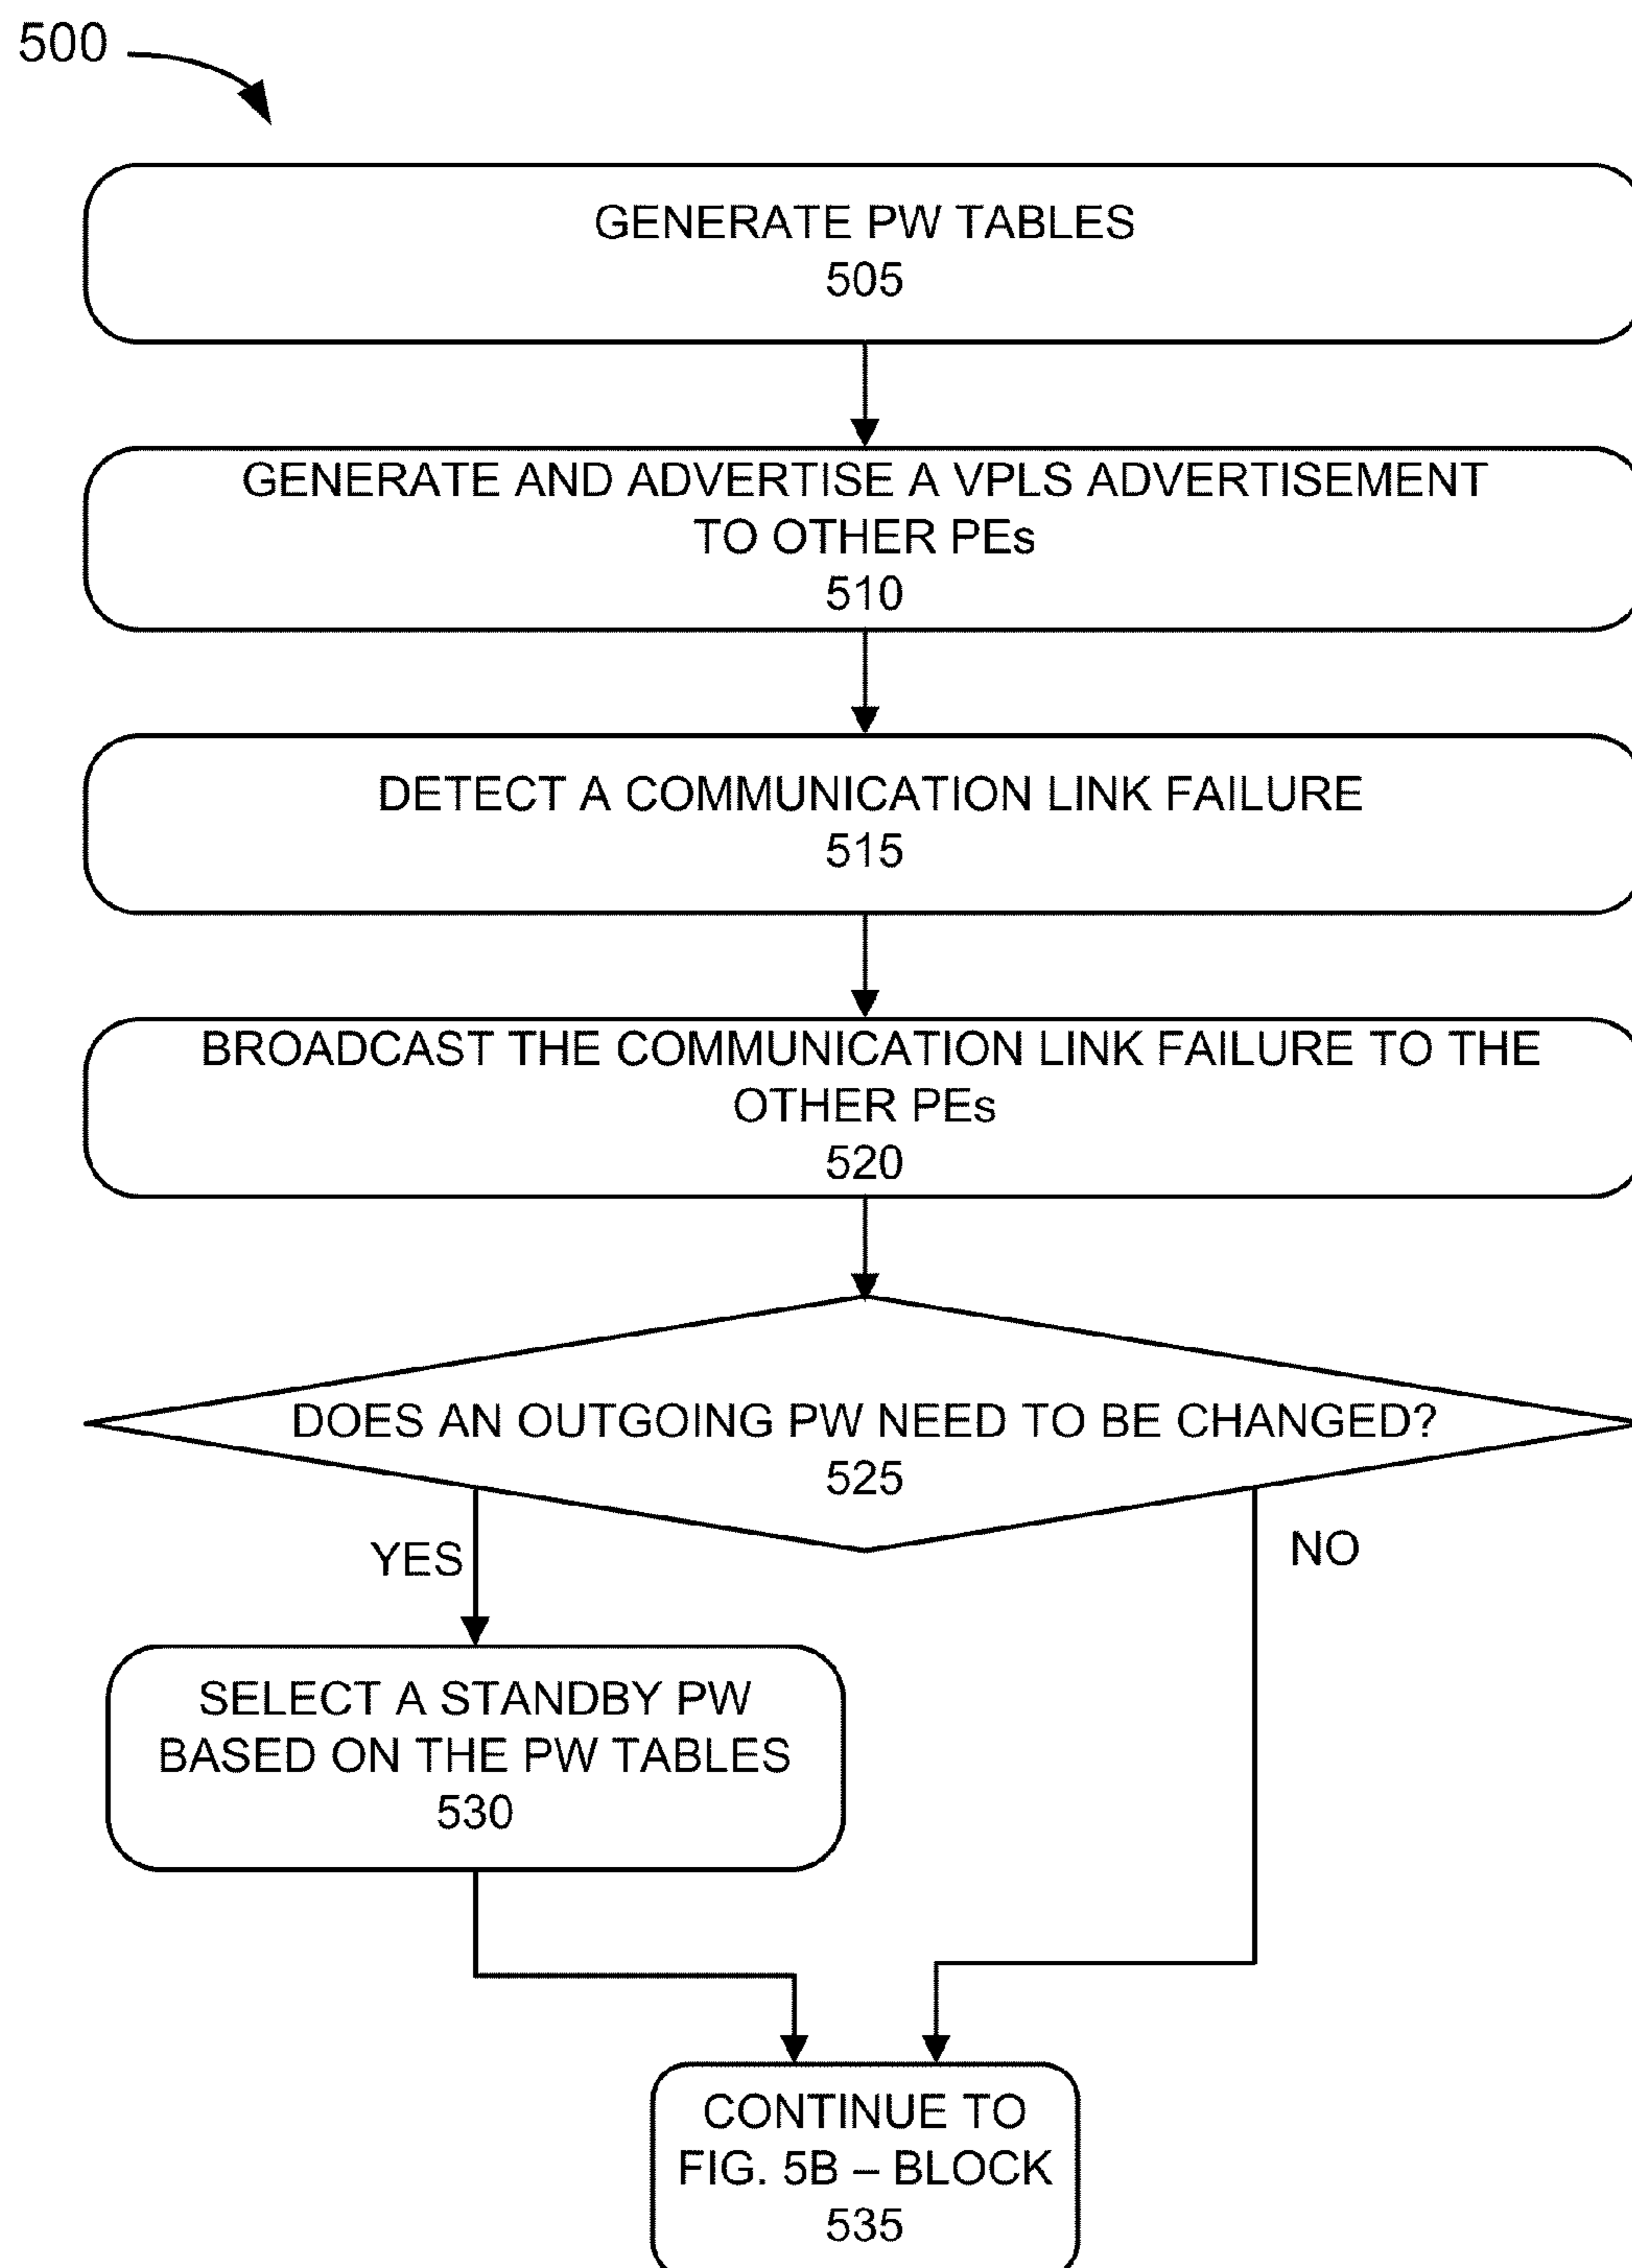 500
GENERATE PW TABLES
505
GENERATE AND ADVERTISE A VPLS ADVERTISEMENT
TO OTHER PEs
510
DETECT A COMMUNICATION LINK FAILURE
515
BROADCAST THE COMMUNICATION LINK FAILURE TO THE
OTHER PEs
520
DOES AN OUTGOING PW NEED TO BE CHANGED?
525
YES
NO
SELECT A STANDBY PW
BASED ON THE PW TABLES
530
CONTINUE TO
FIG. 5B – BLOCK
535